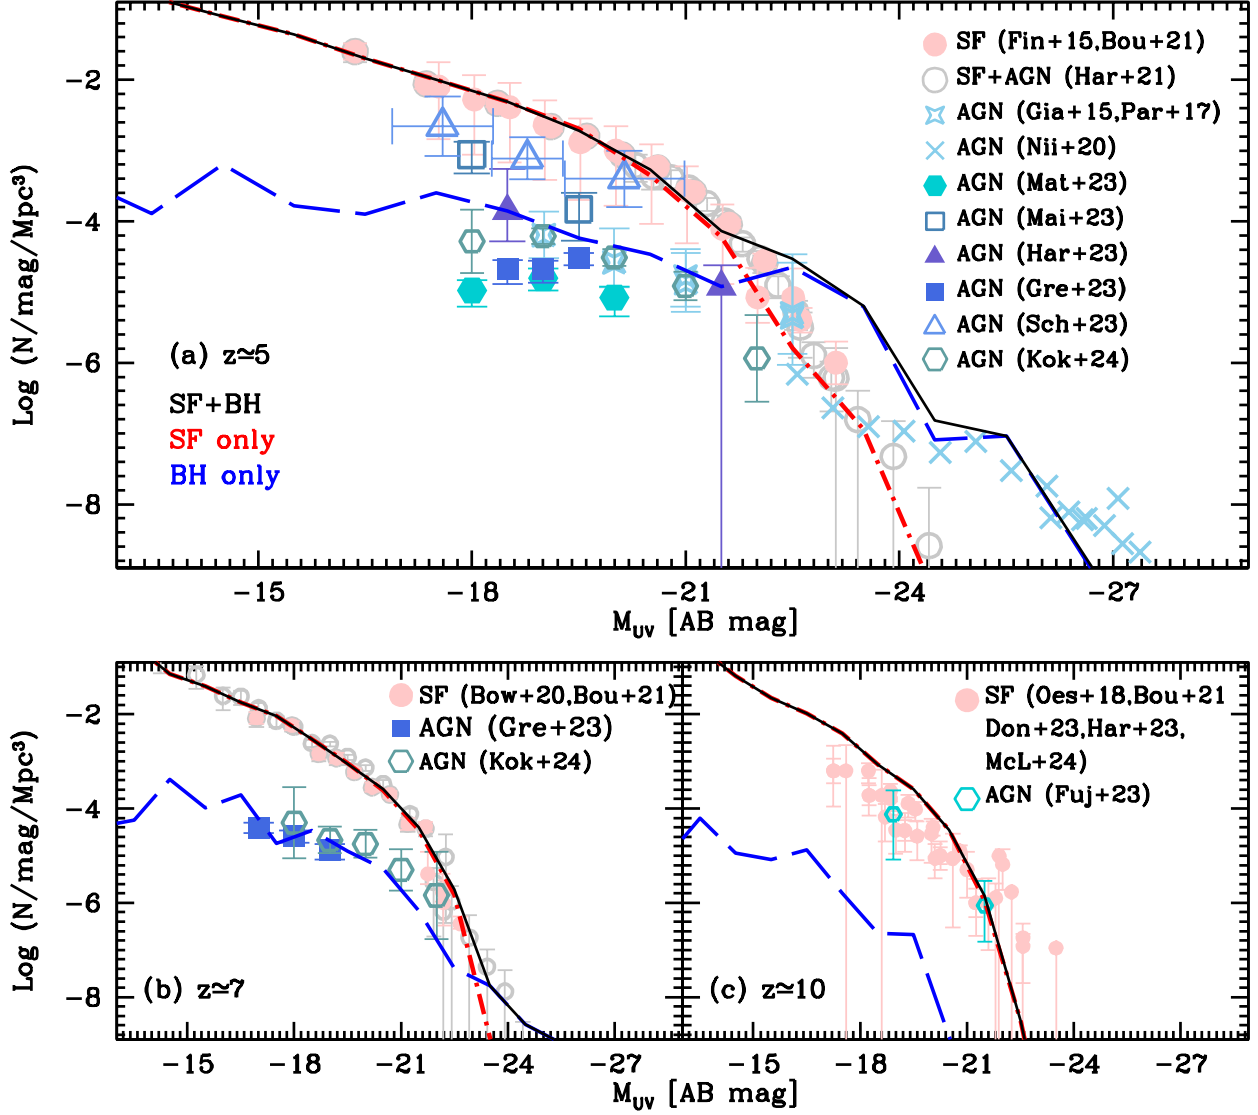 SF (Fin+15,Bou+21)
SF+AGN (Har+21)
AGN (Gia+15,Par+17)
AGN (Nii+20)
AGN (Mat+23)
AGN (Mai+23)
AGN (Har+23)
AGN (Gre+23)
AGN (Sch+23)
AGN (Kok+24)
-2
-4
-6
-8
Log (N/mag/Mpc³)
(a) z≃5
SF+BH
SF only
BH only
-15 -18 -21 -24 -27
M_UV [AB mag]
SF (Bow+20,Bou+21)
AGN (Gre+23)
AGN (Kok+24)
-2
-4
-6
-8
Log (N/mag/Mpc³)
(b) z≃7
-15 -18 -21 -24 -27
SF (Oes+18,Bou+21
Don+23,Har+23,
McL+24)
AGN (Fuj+23)
(c) z≃10
-15 -18 -21 -24 -27
M_UV [AB mag]